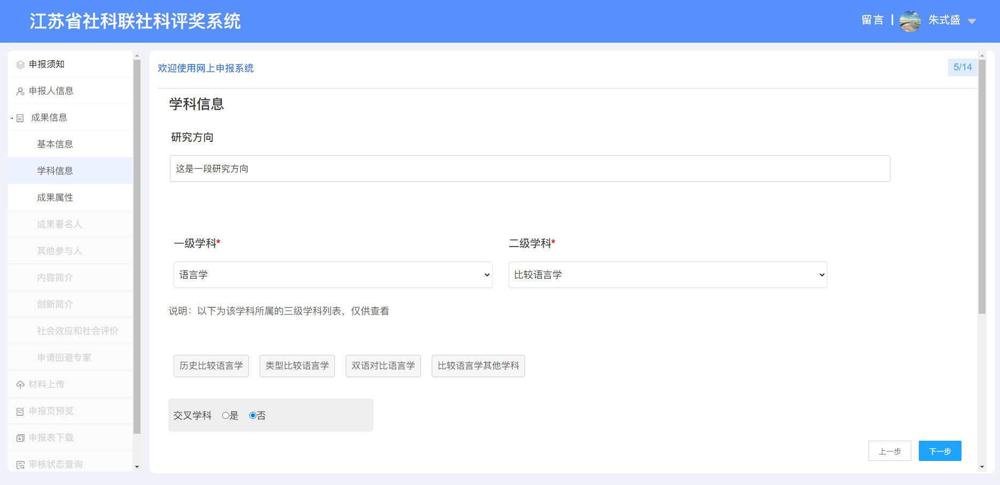 江苏省社科联社科评奖系统
留言
朱式盛
申报须知
申报人信息
成果信息
基本信息
学科信息
成果属性
成果署名人
其他参与人
内容简介
创新简介
社会效应和社会评价
申请回避专家
材料上传
申报页预览
申报表下载
审核状态查询
欢迎使用网上申报系统
5/14
学科信息
研究方向
这是一段研究方向
一级学科*
二级学科*
语言学
比较语言学
说明：以下为该学科所属的三级学科列表，仅供查看
历史比较语言学
类型比较语言学
双语对比语言学
比较语言学其他学科
交叉学科 是 否
上一步
下一步